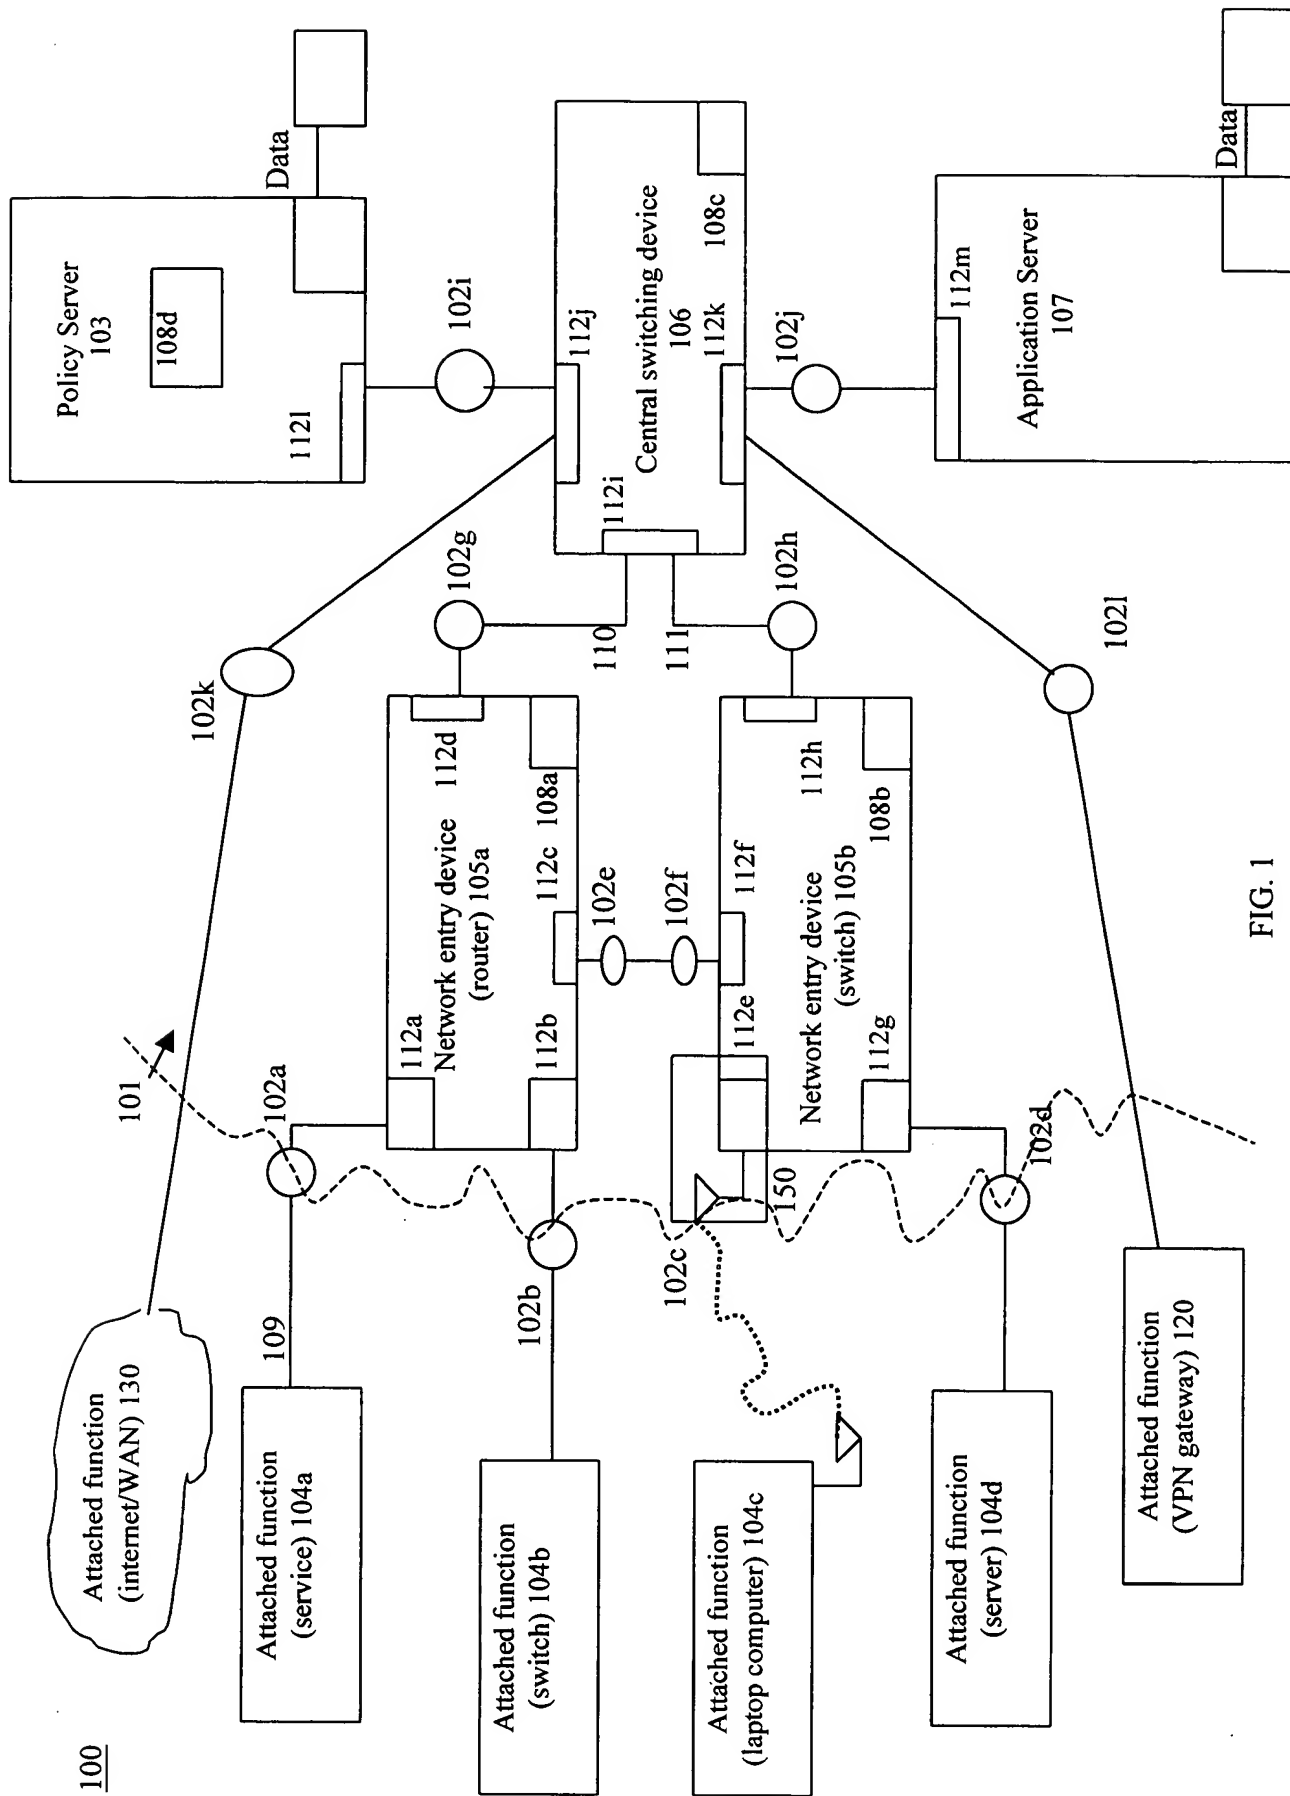 100
Attached function
(internet/WAN) 130
101
102k
Policy Server
103
108d
Data
112l
102i
Attached function
(service) 104a
109
102a
112a
Network entry device
(router) 105a
112d
102g
112j
Attached function
(switch) 104b
102b
112b
112c
108a
110
112i
Central switching device
106
108c
102e
102f
111
112k
102c
Attached function
(laptop computer) 104c
150
112e
112f
Network entry device
(switch) 105b
112h
102h
102j
112g
108b
Attached function
(server) 104d
102d
112m
Application Server
107
Data
Attached function
(VPN gateway) 120
102l
FIG. 1